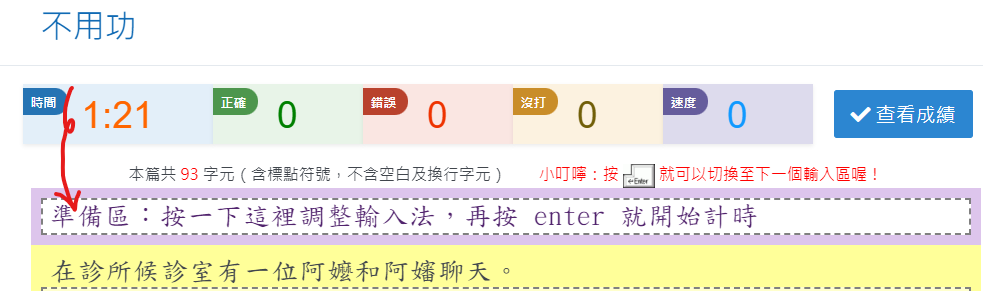 不用功
時間 1:21 正確 0 錯誤 0 沒打 0 速度 0 查看成績
本篇共 93 字元 ( 含標點符號，不含空白及換行字元 ) 小叮嚀：按 Enter 就可以切換至下一個輸入區喔！
準備區：按一下這裡調整輸入法，再按 enter 就開始計時
在診所候診室有一位阿嬤和阿嬸聊天。